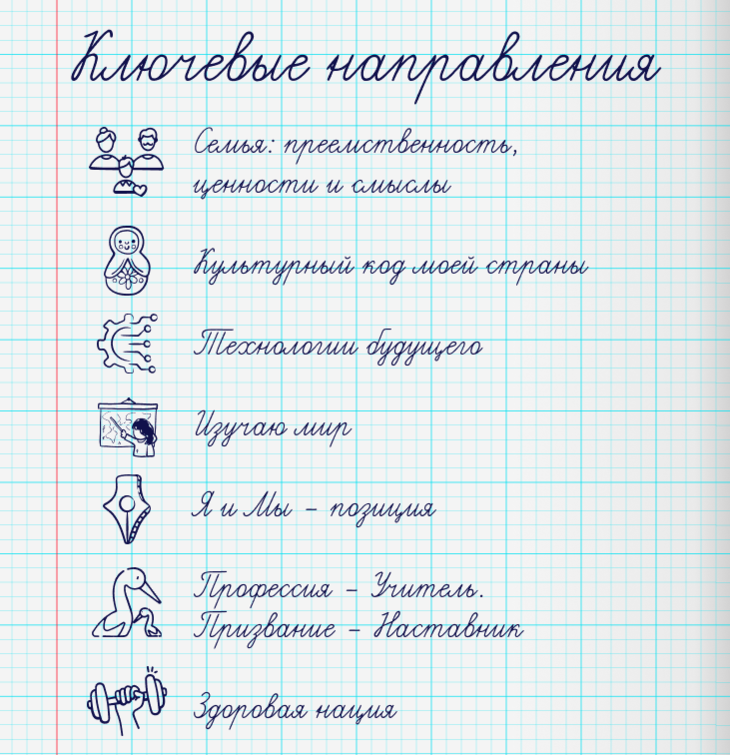 Ключевые направления
Семья: преемственность,
ценности и смыслы
Культурный код моей страны
Технологии будущего
Изучаю мир
Я и Мы – позиция
Профессия – Учитель.
Призвание – Наставник
Здоровая нация